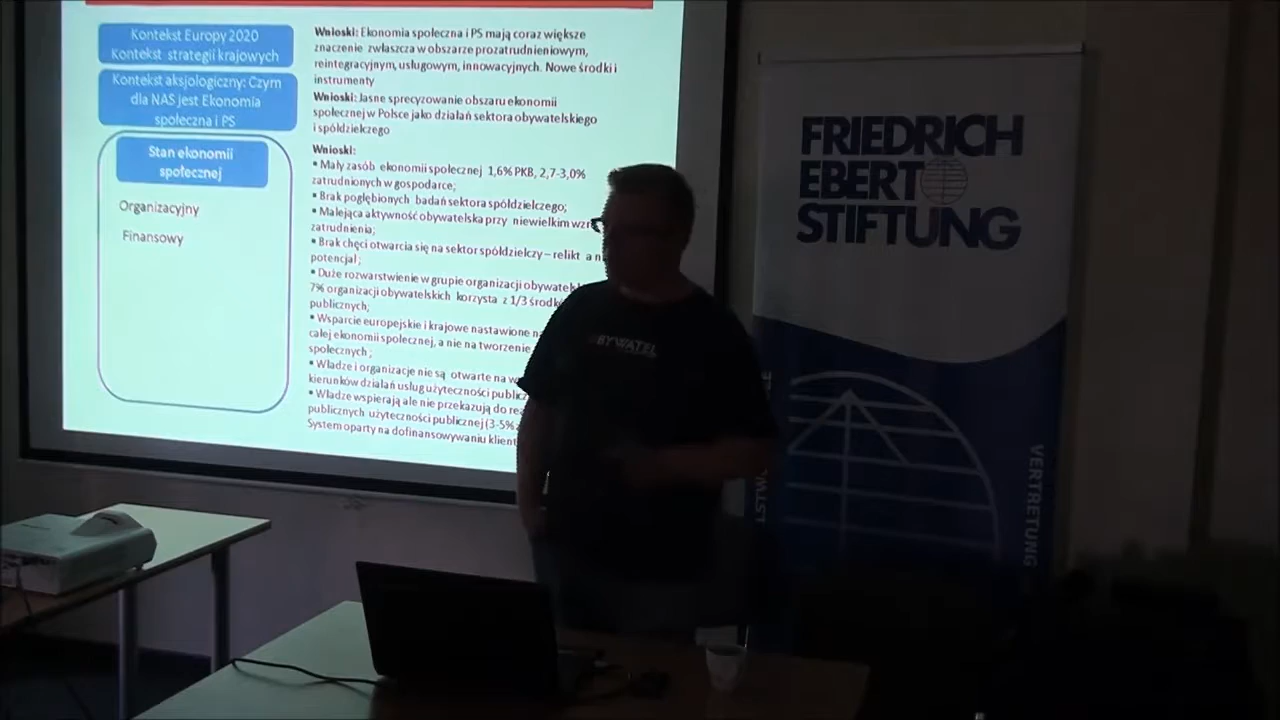 Kontekst Europy 2020
Kontekst strategii krajowych
Kontekst aksjologiczny: Czym
dla NAS jest Ekonomia
społeczna i PS
Stan ekonomii
społecznej
Organizacyjny
Finansowy
Wnioski: Ekonomia społeczna i PS mają coraz większe
znaczenie zwłaszcza w obszarze prozatrudnieniowym,
reintegracyjnym, usługowym, innowacyjnych. Nowe środki i
instrumenty
Wnioski: Jasne sprecyzowanie obszaru ekonomii
społecznej w Polsce jako działań sektora obywatelskiego
i spółdzielczego
Wnioski:
▪ Mały zasób ekonomii społecznej 1,6% PKB, 2,7-3,0%
zatrudnionych w gospodarce;
▪ Brak pogłębionych badań sektora spółdzielczego;
▪ Malejąca aktywność obywatelska przy niewielkim
zatrudnienia;
▪ Brak chęci otwarcia się na sektor spółdzielczy – relikt a
potencjał;
▪ Duże rozwarstwienie w grupie organizacji
7% organizacji obywatelskich korzysta z 1/3
publicznych;
▪ Wsparcie europejskie i krajowe nastawione
całej ekonomii społecznej, a nie na tworzenie
społecznych;
▪ Władze i organizacje nie są otwarte na
kierunków działań usług użyteczności
▪ Władze wspierają ale nie przekazują do
publicznych użyteczności publicznej (3-5%
System oparty na dofinansowywaniu
FRIEDRICH
EBERT
STIFTUNG
VERTRETUNG